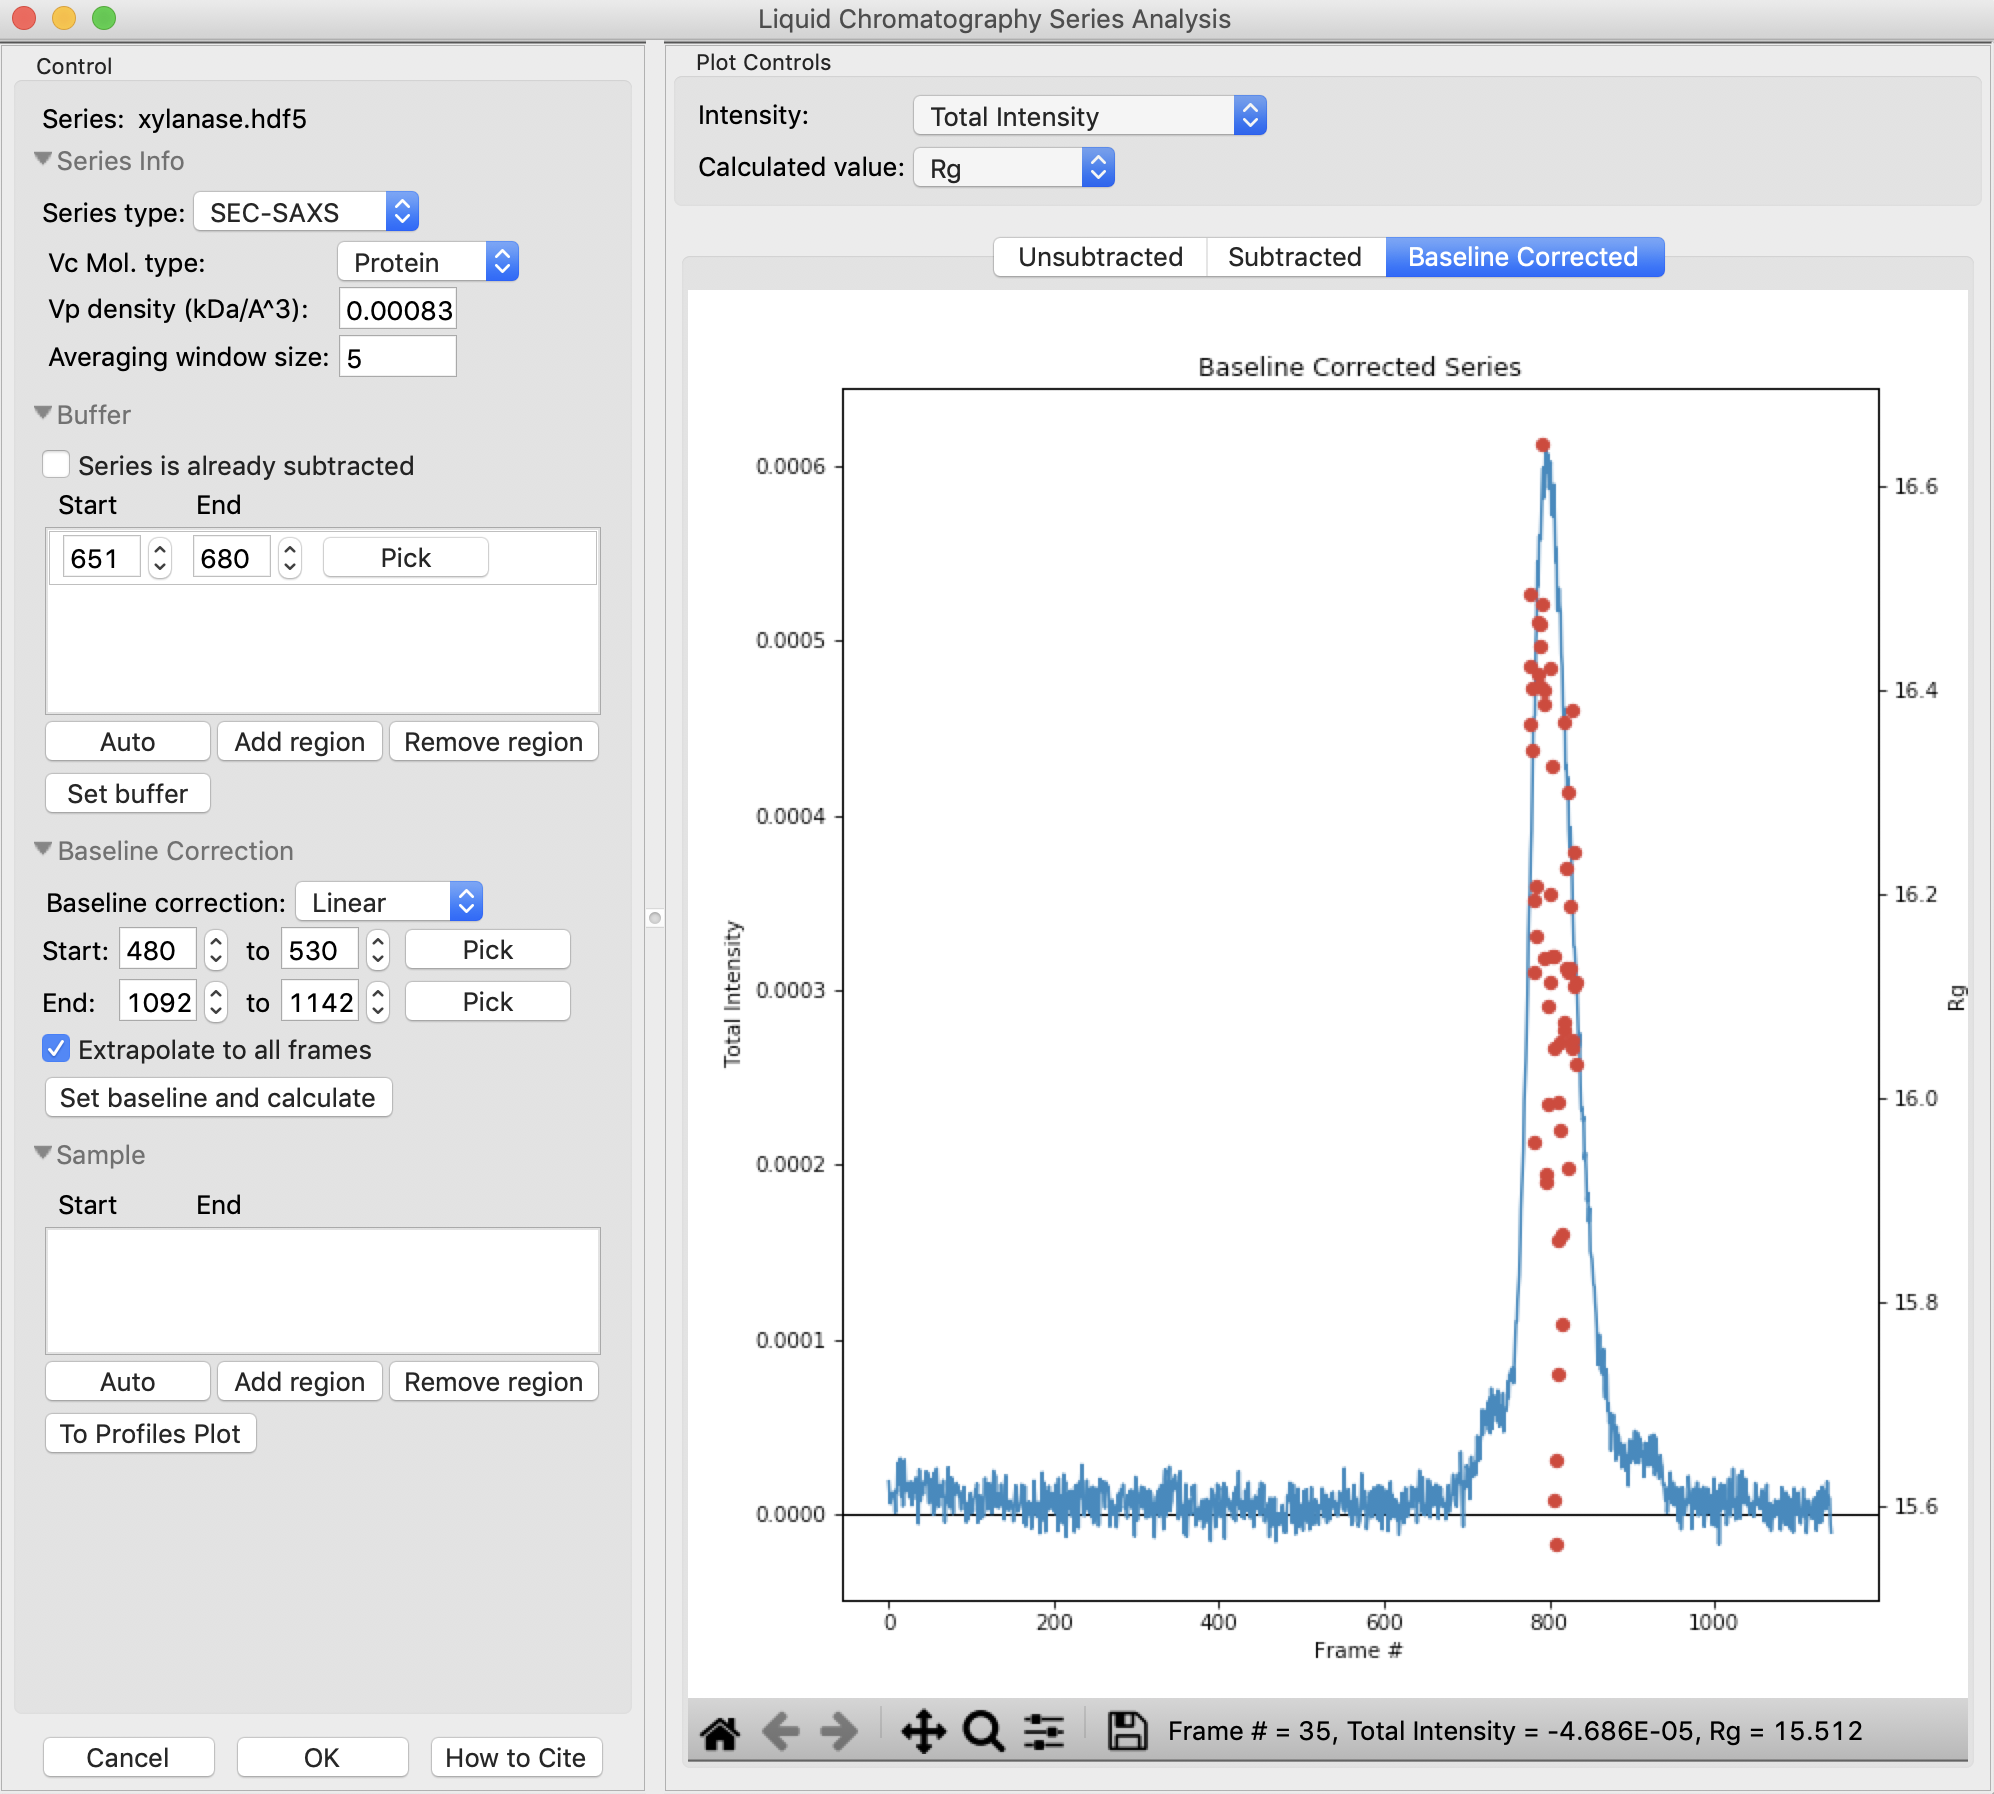 Liquid Chromatography Series Analysis
Control
Series: xylanase.hdf5
Series Info
Series type: SEC-SAXS
Vc Mol. type: Protein
Vp density (kDa/A^3): 0.00083
Averaging window size: 5
Buffer
Series is already subtracted
Start End
651 680 Pick
Auto Add region Remove region
Set buffer
Baseline Correction
Baseline correction: Linear
Start: 480 to 530 Pick
End: 1092 to 1142 Pick
Extrapolate to all frames
Set baseline and calculate
Sample
Start End
Auto Add region Remove region
To Profiles Plot
Cancel OK How to Cite
Plot Controls
Intensity: Total Intensity
Calculated value: Rg
Unsubtracted Subtracted Baseline Corrected
Baseline Corrected Series
0.0006
0.0005
0.0004
0.0003
0.0002
0.0001
0.0000
Total Intensity
16.6
16.4
16.2
16.0
15.8
15.6
Rg
0 200 400 600 800 1000
Frame #
Frame # = 35, Total Intensity = -4.686E-05, Rg = 15.512